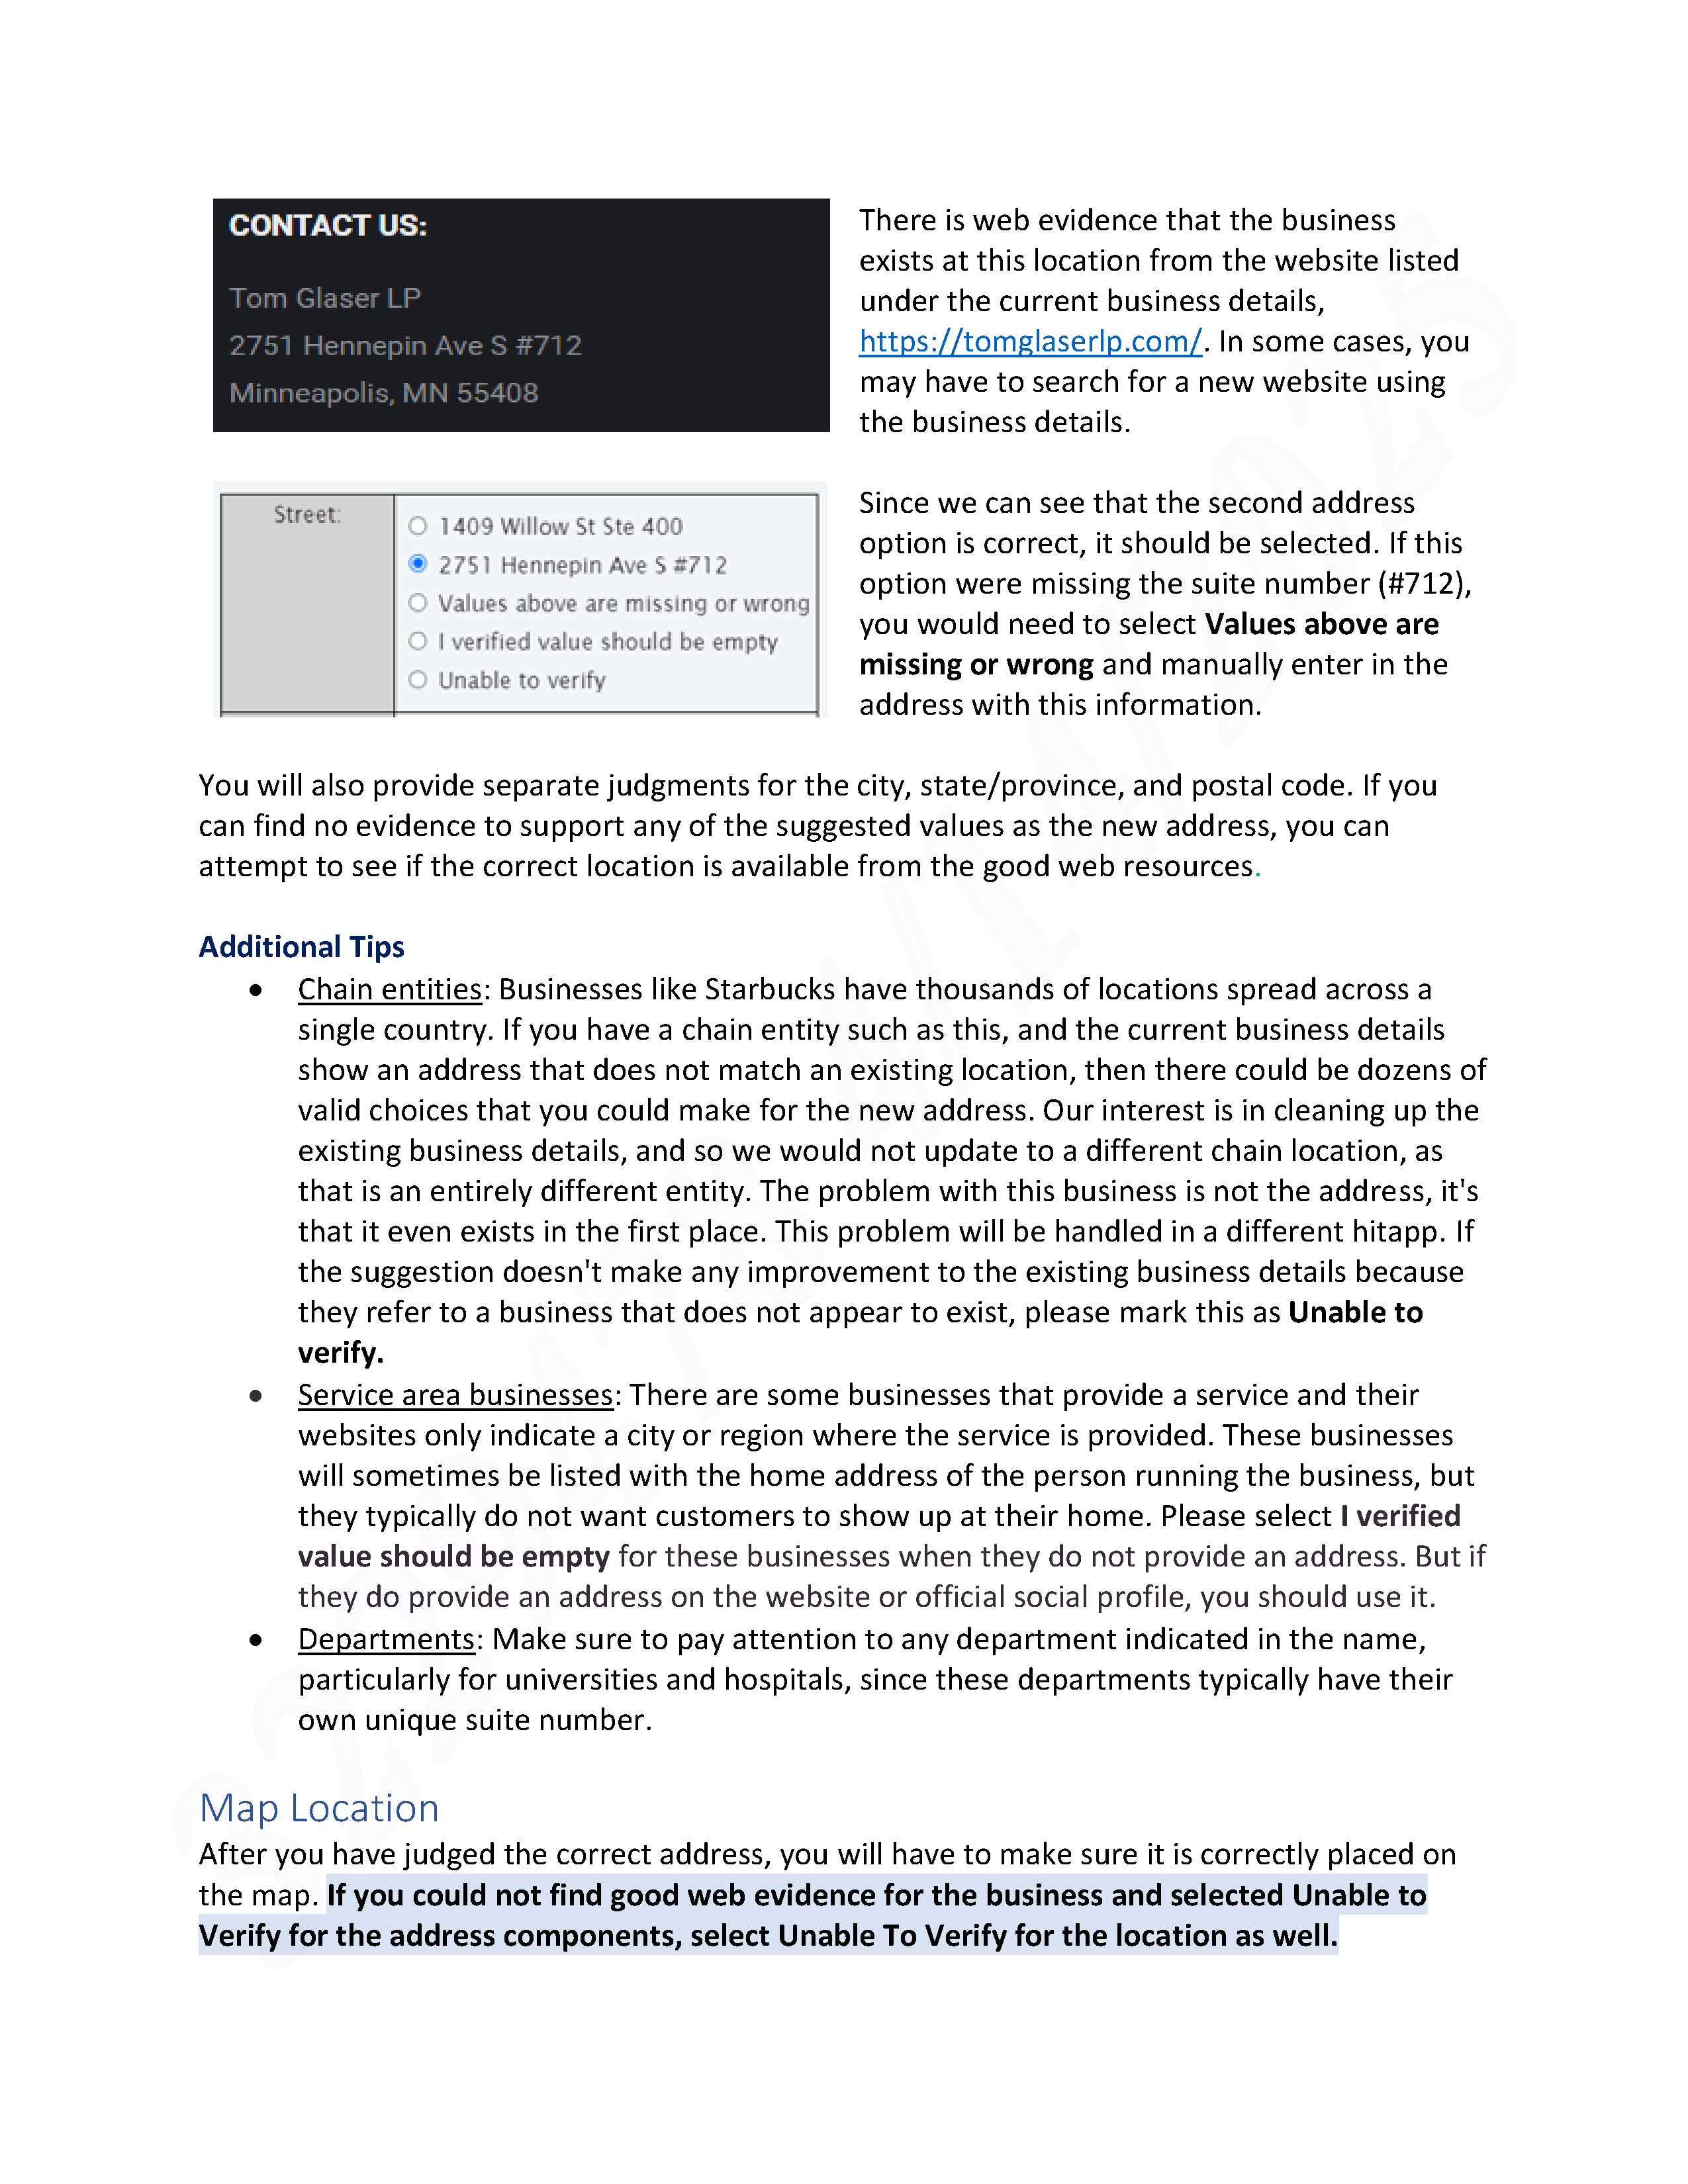 CONTACT US:
Tom Glaser LP
2751 Hennepin Ave S #712
Minneapolis, MN 55408
There is web evidence that the business
exists at this location from the website listed
under the current business details,
https://tomglaserlp.com/. In some cases, you
may have to search for a new website using
the business details.
Street:
1409 Willow St Ste 400
2751 Hennepin Ave S #712
Values above are missing or wrong
I verified value should be empty
Unable to verify
Since we can see that the second address
option is correct, it should be selected. If this
option were missing the suite number (#712),
you would need to select Values above are
missing or wrong and manually enter in the
address with this information.
You will also provide separate judgments for the city, state/province, and postal code. If you
can find no evidence to support any of the suggested values as the new address, you can
attempt to see if the correct location is available from the good web resources.
Additional Tips
• Chain entities: Businesses like Starbucks have thousands of locations spread across a
single country. If you have a chain entity such as this, and the current business details
show an address that does not match an existing location, then there could be dozens of
valid choices that you could make for the new address. Our interest is in cleaning up the
existing business details, and so we would not update to a different chain location, as
that is an entirely different entity. The problem with this business is not the address, it's
that it even exists in the first place. This problem will be handled in a different hitapp. If
the suggestion doesn't make any improvement to the existing business details because
they refer to a business that does not appear to exist, please mark this as Unable to
verify.
• Service area businesses: There are some businesses that provide a service and their
websites only indicate a city or region where the service is provided. These businesses
will sometimes be listed with the home address of the person running the business, but
they typically do not want customers to show up at their home. Please select I verified
value should be empty for these businesses when they do not provide an address. But if
they do provide an address on the website or official social profile, you should use it.
• Departments: Make sure to pay attention to any department indicated in the name,
particularly for universities and hospitals, since these departments typically have their
own unique suite number.
Map Location
After you have judged the correct address, you will have to make sure it is correctly placed on
the map. If you could not find good web evidence for the business and selected Unable to
Verify for the address components, select Unable To Verify for the location as well.